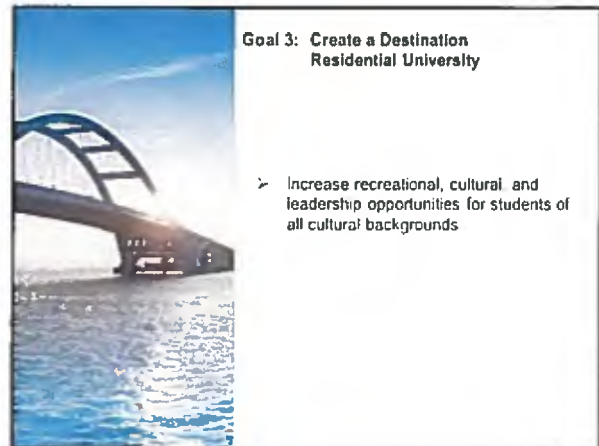 Goal 3: Create a Destination
Residential University
➢ Increase recreational, cultural and
leadership opportunities for students of
all cultural backgrounds